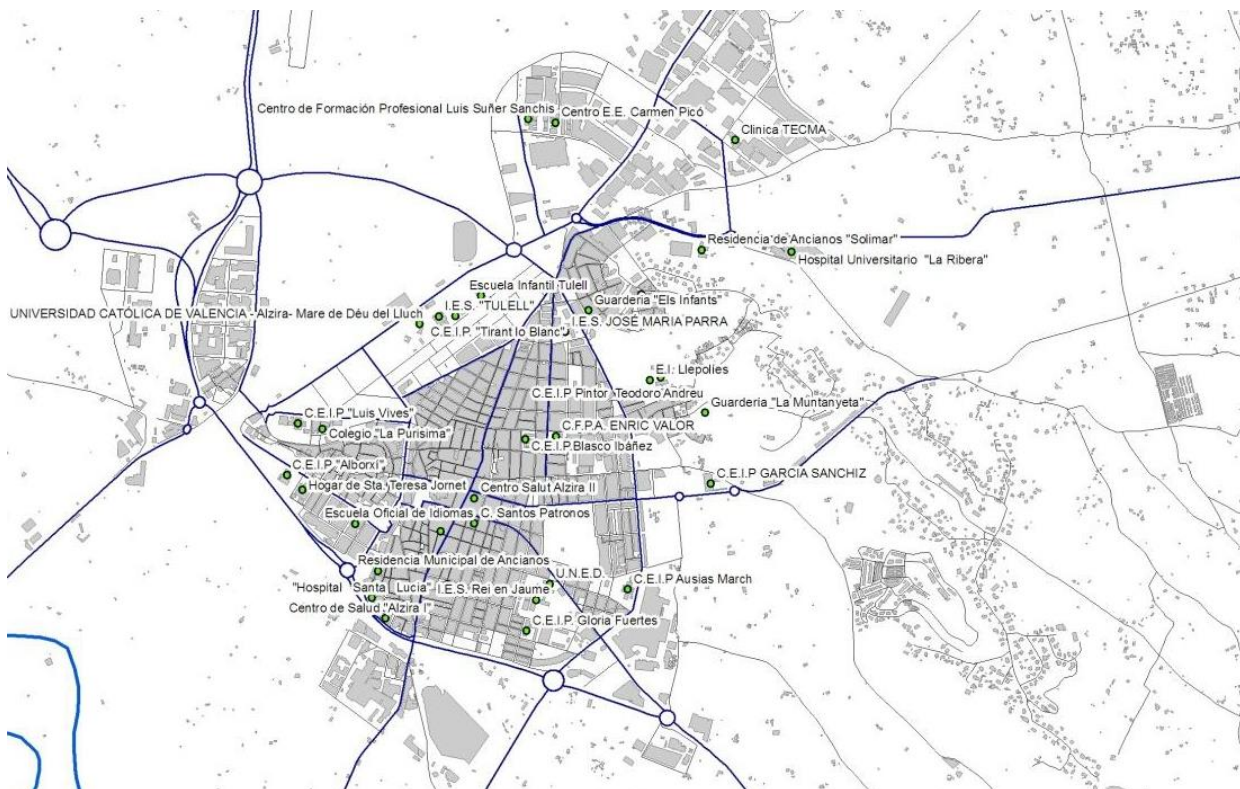 Centro de Formación Profesional Luis Suñer Sanchis
Centro E.E. Carmen Picó
Clinica TECMA
Residencia de Ancianos "Solimar"
Hospital Universitario "La Ribera"
Escuela Infantil Tulell
Guarderia "Els Infants"
I.E.S. "TULELL"
UNIVERSIDAD CATÓLICA DE VALENCIA -Alzira- Mare de Déu del Lluch
I.E.S. JOSÉ MARIA PARRA
C.E.I.P. "Tirant lo Blanc"
E.I. Llepolies
C.E.I.P Pintor Teodoro Andreu
Guarderia "La Muntanyeta"
C.E.I.P "Luis Vives"
Colegio "La Purisima"
C.F.P.A. ENRIC VALOR
C.E.I.P.Blasco Ibáñez
C.E.I.P "Alborxí"
Hogar de Sta. Teresa Jornet
Centro Salut Alzira II
C.E.I.P GARCIA SANCHIZ
Escuela Oficial de Idiomas
C. Santos Patronos
Residencia Municipal de Ancianos
U.N.E.D.
"Hospital Santa Lucia"
I.E.S. Rei en Jaume
C.E.I.P Ausias March
Centro de Salud "Alzira I"
C.E.I.P. Gloria Fuertes